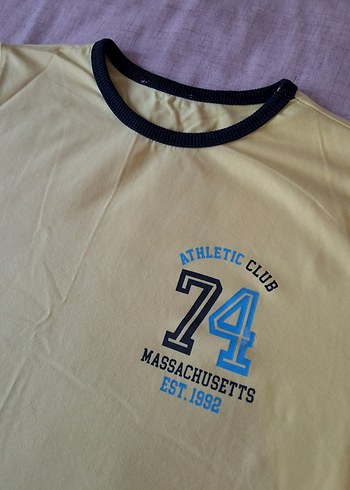 ATHLETIC CLUB
74
MASSACHUSETTS
EST. 1992